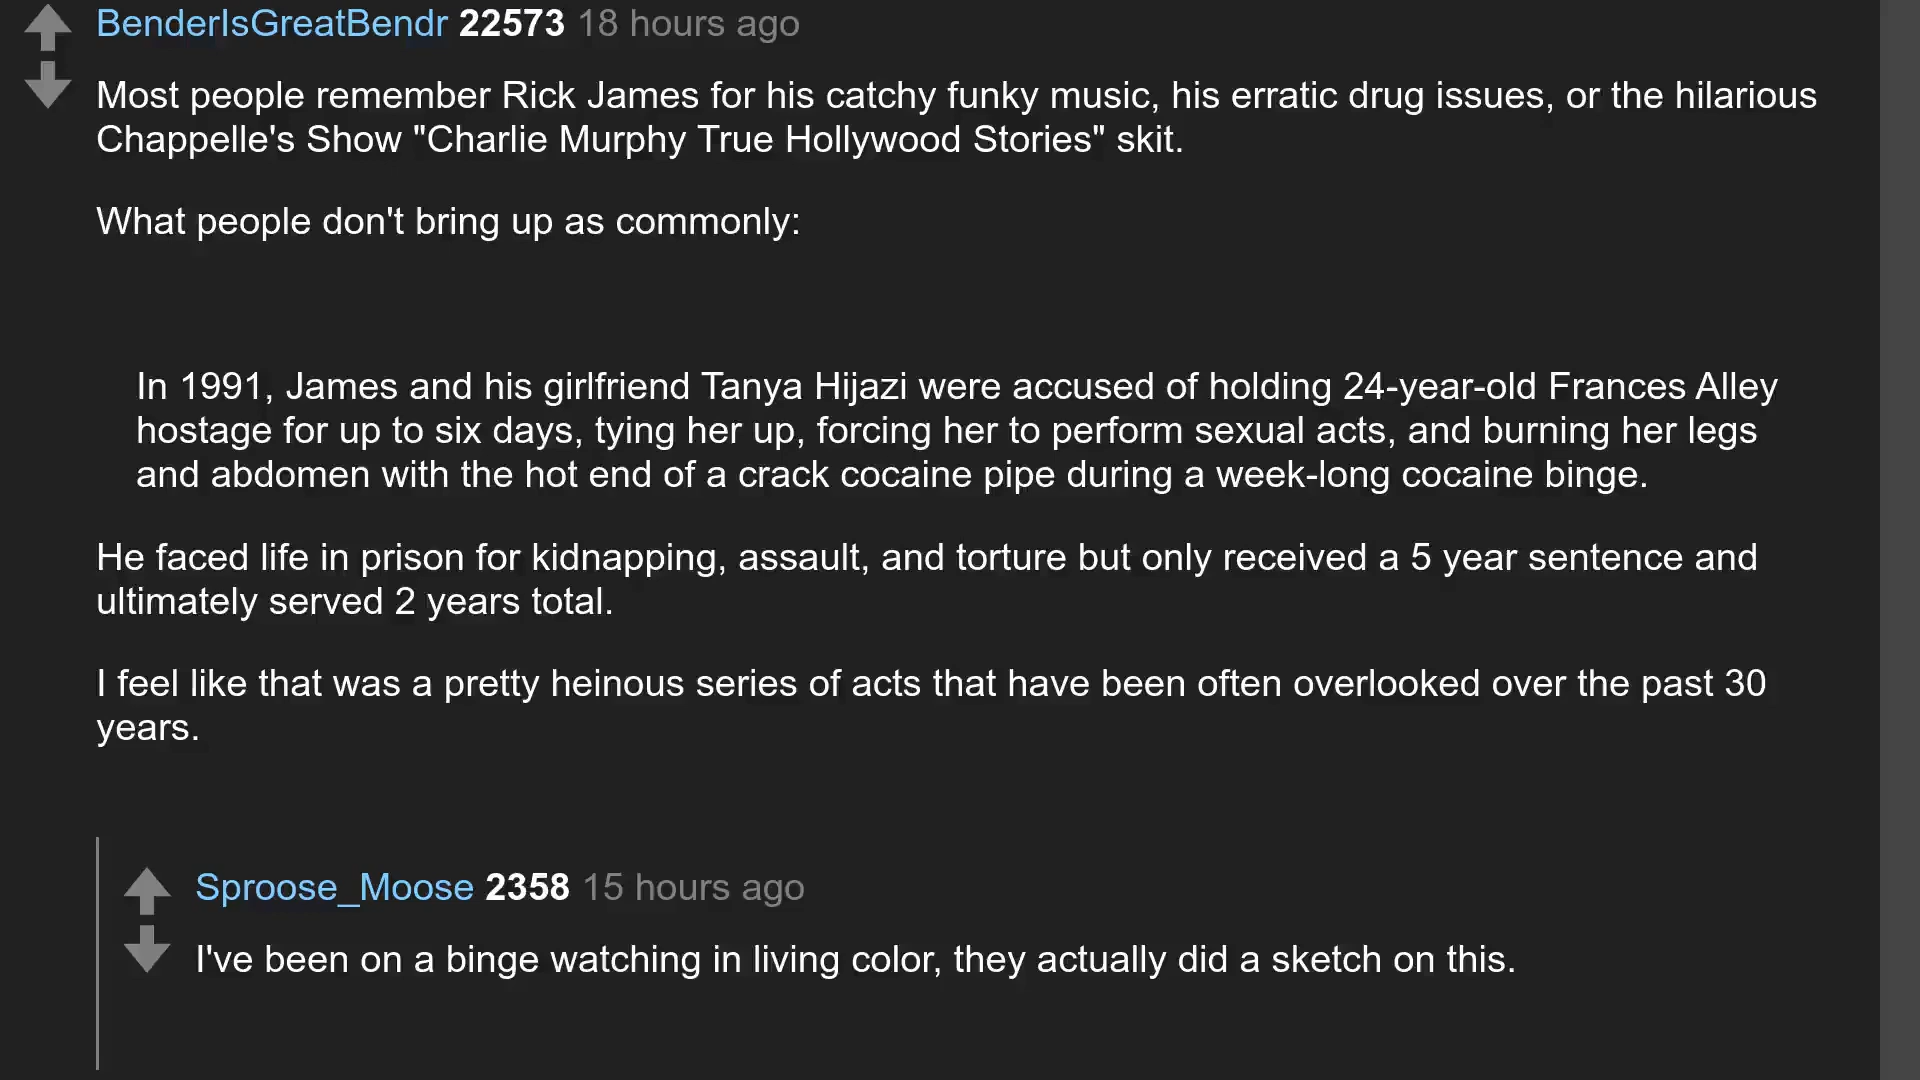 BenderIsGreatBendr 22573 18 hours ago
Most people remember Rick James for his catchy funky music, his erratic drug issues, or the hilarious
Chappelle's Show "Charlie Murphy True Hollywood Stories" skit.
What people don't bring up as commonly:
In 1991, James and his girlfriend Tanya Hijazi were accused of holding 24-year-old Frances Alley
hostage for up to six days, tying her up, forcing her to perform sexual acts, and burning her legs
and abdomen with the hot end of a crack cocaine pipe during a week-long cocaine binge.
He faced life in prison for kidnapping, assault, and torture but only received a 5 year sentence and
ultimately served 2 years total.
I feel like that was a pretty heinous series of acts that have been often overlooked over the past 30
years.
Sproose_Moose 2358 15 hours ago
I've been on a binge watching in living color, they actually did a sketch on this.